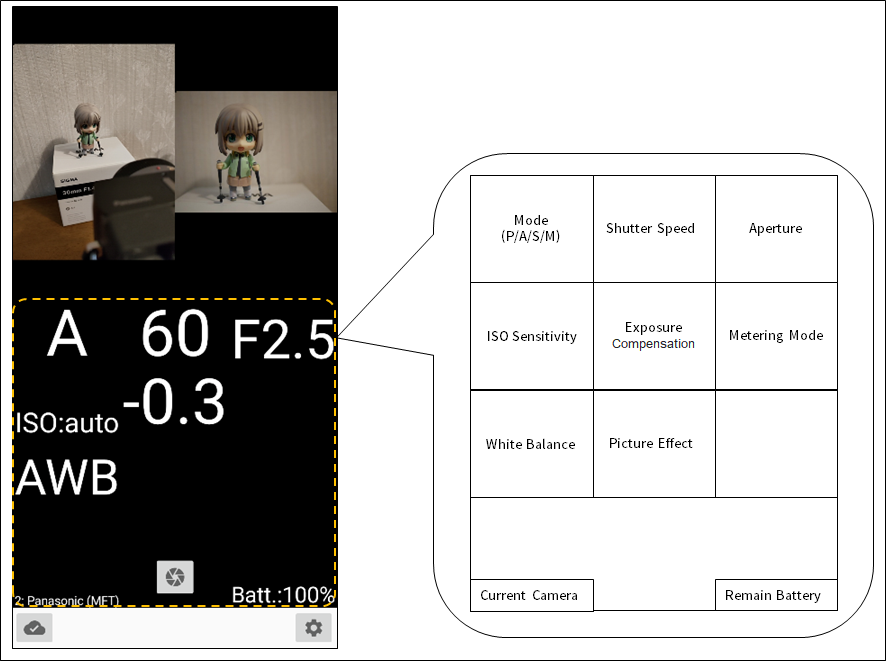 SIGMA
30mm F1.4
A
60
F2.5
ISO:auto
-0.3
AWB
2: Panasonic (MFT)
Batt.:100%
Mode
(P/A/S/M)
Shutter Speed
Aperture
ISO Sensitivity
Exposure
Compensation
Metering Mode
White Balance
Picture Effect
Current Camera
Remain Battery